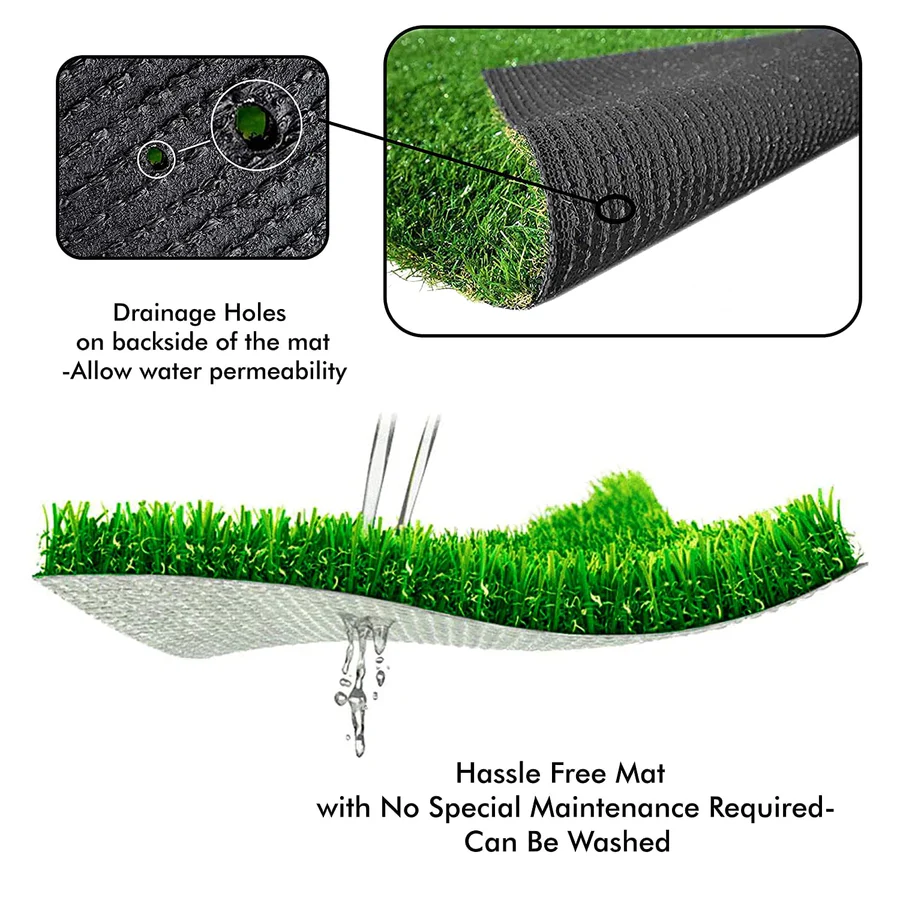 Drainage Holes
on backside of the mat
-Allow water permeability
Hassle Free Mat
with No Special Maintenance Required-
Can Be Washed